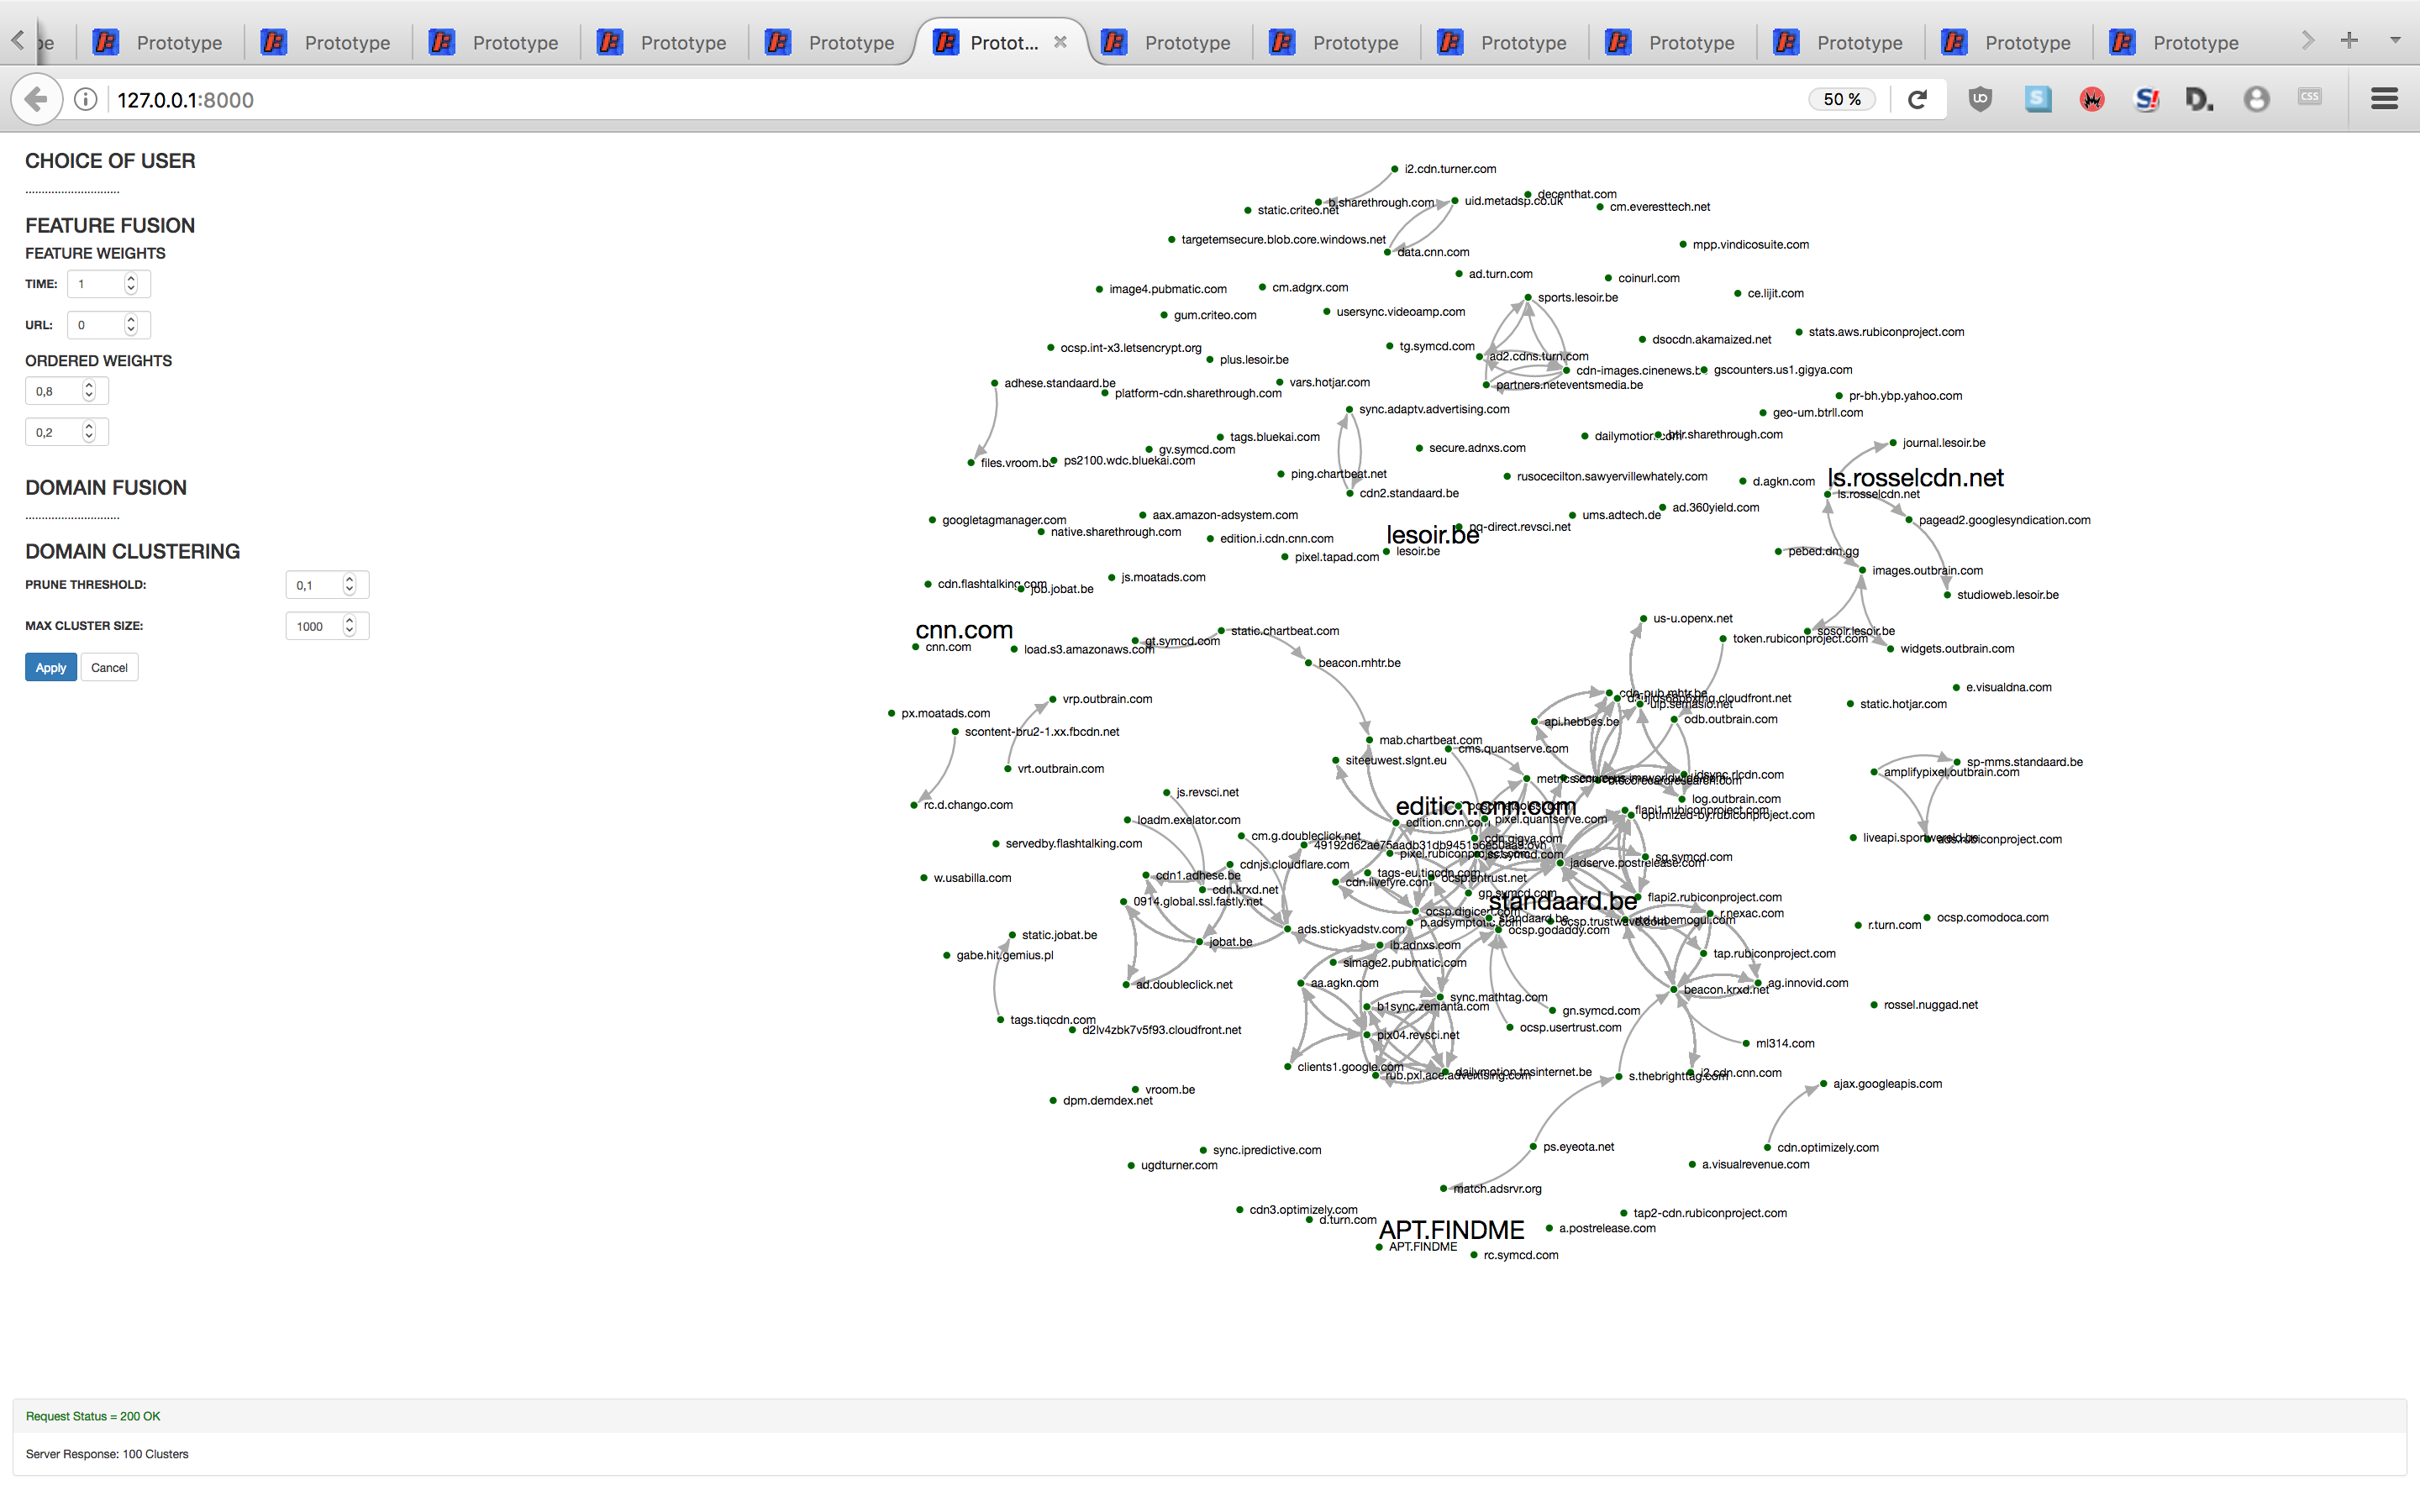 pe
Prototype
Prototype
Prototype
Prototype
Prototype
Protot...
Prototype
Prototype
Prototype
Prototype
Prototype
Prototype
Prototype
127.0.0.1:8000
50 %
CHOICE OF USER
FEATURE FUSION
FEATURE WEIGHTS
TIME: 1
URL: 0
ORDERED WEIGHTS
0,8
0,2
DOMAIN FUSION
DOMAIN CLUSTERING
PRUNE THRESHOLD: 0,1
MAX CLUSTER SIZE: 1000
Apply Cancel
i2.cdn.turner.com
decenthat.com
b.sharethrough.com
uid.metadsp.co.uk
static.criteo.net
cm.everesttech.net
targetemsecure.blob.core.windows.net
mpp.vindicosuite.com
data.cnn.com
ad.turn.com
coinurl.com
image4.pubmatic.com
cm.adgrx.com
ce.lijit.com
sports.lesoir.be
gum.criteo.com
usersync.videoamp.com
stats.aws.rubiconproject.com
dsocdn.akamaized.net
ocsp.int-x3.letsencrypt.org
tg.symcd.com
plus.lesoir.be
ad2.cdns.turn.com
gscounters.us1.gigya.com
adhese.standaard.be
vars.hotjar.com
partners.neteventsmedia.be
platform-cdn.sharethrough.com
pr-bh.ybp.yahoo.com
sync.adaptv.advertising.com
geo-um.btrll.com
tags.bluekai.com
journal.lesoir.be
gv.symcd.com
secure.adnxs.com
files.vroom.be
ps2100.wdc.bluekai.com
ping.chartbeat.net
rusocecilton.sawyervillewhately.com
ls.rosselcdn.net
d.agkn.com
cdn2.standaard.be
ls.rosselcdn.net
ad.360yield.com
aax.amazon-adsystem.com
ums.adtech.de
googletagmanager.com
pagead2.googlesyndication.com
pq-direct.revsci.net
native.sharethrough.com
lesoir.be
edition.i.cdn.cnn.com
lesoir.be
pebed.dm.gg
pixel.tapad.com
images.outbrain.com
js.moatads.com
cdn.flashtalking.com
job.jobat.be
studioweb.lesoir.be
us-u.openx.net
cnn.com
static.chartbeat.com
sosoir.lesoir.be
token.rubiconproject.com
gt.symcd.com
cnn.com
load.s3.amazonaws.com
widgets.outbrain.com
beacon.mhtr.be
e.visualdna.com
cdn-pub.mhtr.be
vrp.outbrain.com
static.hotjar.com
px.moatads.com
odb.outbrain.com
api.hebbes.be
scontent-bru2-1.xx.fbcdn.net
mab.chartbeat.com
cms.quantserve.com
siteeuwest.slgnt.eu
sp-mms.standaard.be
vrt.outbrain.com
amplifypixel.outbrain.com
idsync.rlcdn.com
js.revsci.net
log.outbrain.com
rc.d.chango.com
edition.cnn.com
flapi1.rubiconproject.com
optimized-by.rubiconproject.com
loadm.exelator.com
edition.cnn.com
pixel.quantserve.com
cm.g.doubleclick.net
cdn.gigya.com
servedby.flashtalking.com
pixel.rubiconproject.com
sg.symcd.com
cdnjs.cloudflare.com
jadserve.postrelease.com
cdn1.adhese.be
tags-eu.tiqcdn.com
w.usabilla.com
ocsp.entrust.net
cdn.livefyre.com
cdn.krxd.net
gp.symcd.com
flapi2.rubiconproject.com
0914.global.ssl.fastly.net
standaard.be
ocsp.digicert.com
r.nexac.com
standaard.be
ocsp.trustwave.com
ocsp.comodoca.com
p.adsymptotic.com
r.turn.com
ads.stickyadstv.com
ocsp.godaddy.com
static.jobat.be
jobat.be
ib.adnxs.com
gabe.hit.gemius.pl
tap.rubiconproject.com
simage2.pubmatic.com
ad.doubleclick.net
aa.agkn.com
ag.innovid.com
beacon.krxd.net
sync.mathtag.com
b1sync.zemanta.com
rossel.nuggad.net
gn.symcd.com
tags.tiqcdn.com
d2lv4zbk7v5f93.cloudfront.net
ocsp.usertrust.com
pix04.revsci.net
ml314.com
clients1.google.com
rub.pxl.ace.advertising.com
dailymotion.tnsinternet.be
s.thebrighttag.com
i2.cdn.cnn.com
ajax.googleapis.com
vroom.be
dpm.demdex.net
ps.eyeota.net
cdn.optimizely.com
sync.ipredictive.com
ugdturner.com
a.visualrevenue.com
match.adsrvr.org
cdn3.optimizely.com
tap2-cdn.rubiconproject.com
d.turn.com
APT.FINDME
a.postrelease.com
APT.FINDME
rc.symcd.com
Request Status = 200 OK
Server Response: 100 Clusters